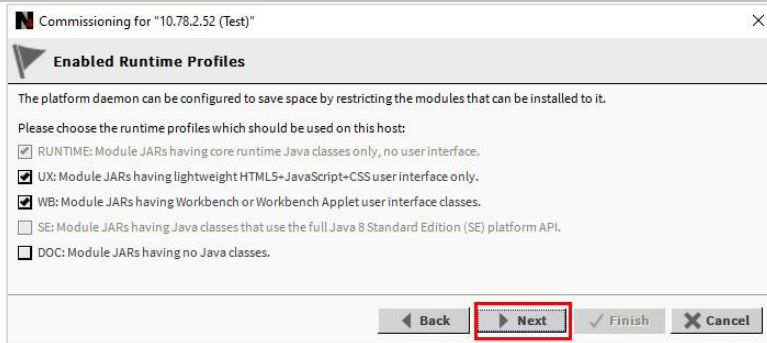 Commissioning for "10.78.2.52 (Test)"
Enabled Runtime Profiles
The platform daemon can be configured to save space by restricting the modules that can be installed to it.
Please choose the runtime profiles which should be used on this host:
RUNTIME: Module JARs having core runtime Java classes only, no user interface.
UX: Module JARs having lightweight HTML5+JavaScript+CSS user interface only.
WB: Module JARs having Workbench or Workbench Applet user interface classes.
SE: Module JARs having Java classes that use the full Java 8 Standard Edition (SE) platform API.
DOC: Module JARs having no Java classes.
Back Next Finish Cancel